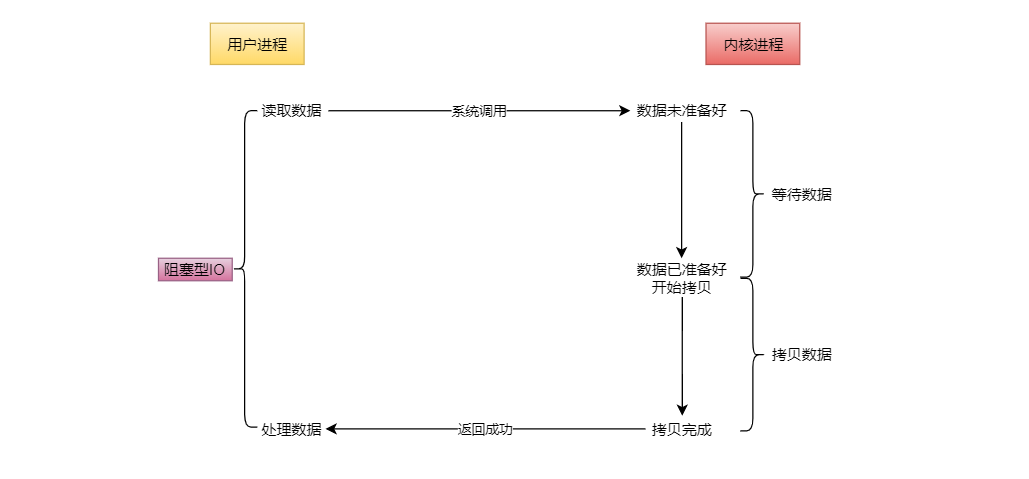 用户进程
内核进程
读取数据
系统调用
数据未准备好
等待数据
阻塞型IO
数据已准备好
开始拷贝
拷贝数据
处理数据
返回成功
拷贝完成